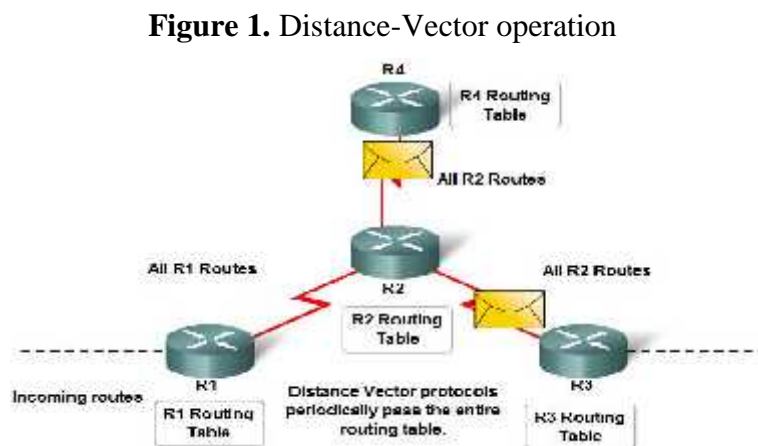 Figure 1. Distance-Vector operation
R4
R4 Routing
Table
All R2 Routes
All R1 Routes
All R2 Routes
R2
R2 Routing
Table
R1
R3
Incoming routes
R1 Routing
Table
Distance Vector protocols
periodically pass the entire
routing table.
R3 Routing
Table